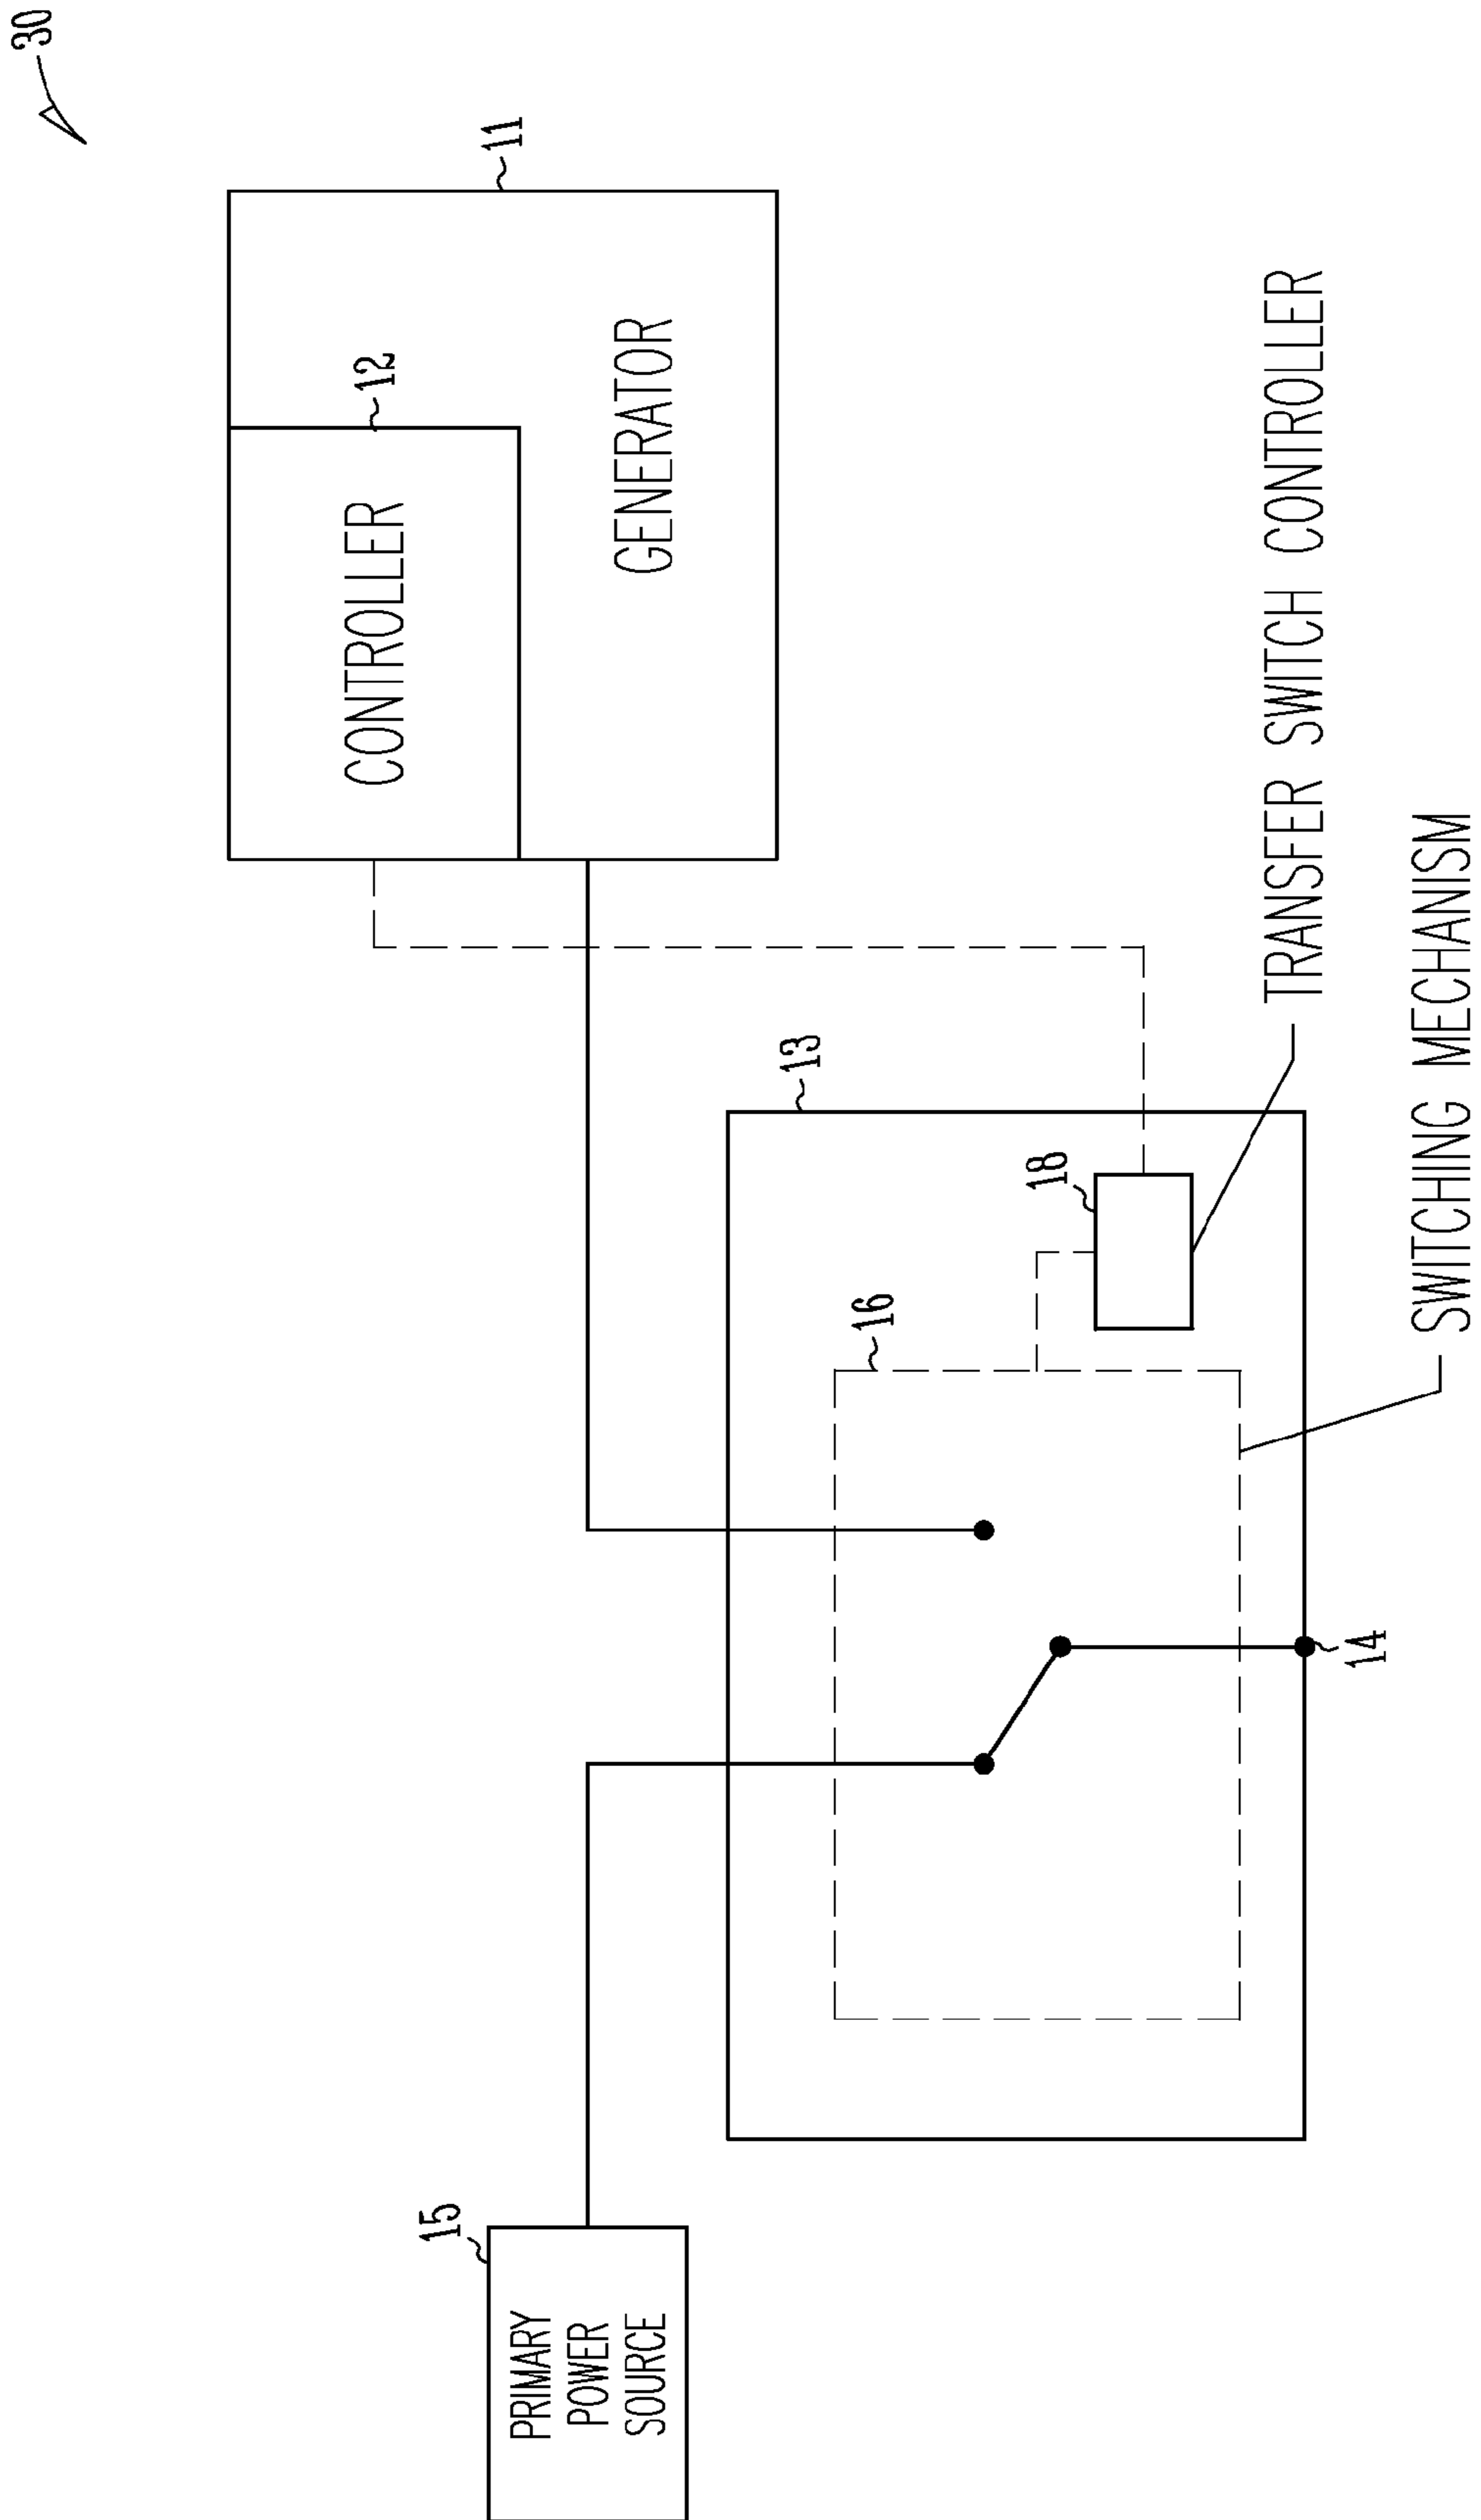 30
11
12
CONTROLLER
GENERATOR
13
18
TRANSFER SWITCH CONTROLLER
16
SWITCHING MECHANISM
14
15
PRIMARY
POWER
SOURCE